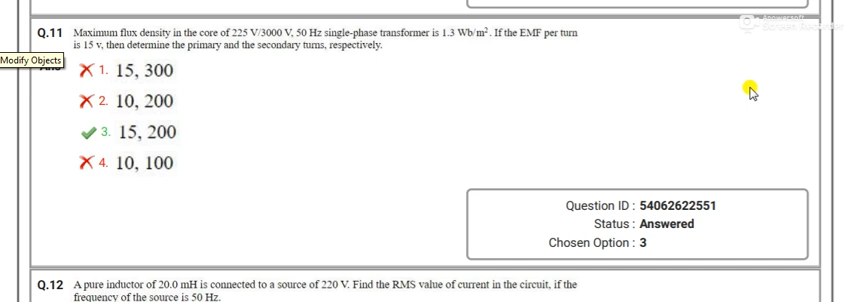 Q.11 Maximum flux density in the core of 225 V/3000 V, 50 Hz single-phase transformer is 1.3 Wb/m². If the EMF per turn
is 15 v, then determine the primary and the secondary turns, respectively.
Modify Objects
1. 15, 300
2. 10, 200
3. 15, 200
4. 10, 100
Question ID : 54062622551
Status : Answered
Chosen Option : 3
Q.12 A pure inductor of 20.0 mH is connected to a source of 220 V. Find the RMS value of current in the circuit, if the
frequency of the source is 50 Hz.